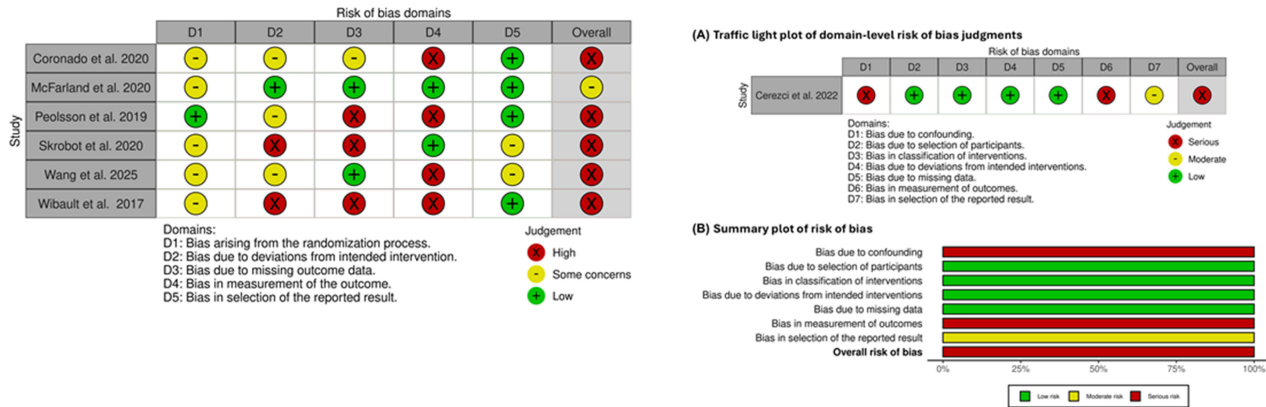 Risk of bias domains
D1 D2 D3 D4 D5 Overall
Study
Coronado et al. 2020 - - - X + X
McFarland et al. 2020 - + + + + -
Peolsson et al. 2019 + - X X + X
Skrobot et al. 2020 - X X + - X
Wang et al. 2025 - - + X - X
Wibault et al. 2017 - X X X + X
Domains:
D1: Bias arising from the randomization process.
D2: Bias due to deviations from intended intervention.
D3: Bias due to missing outcome data.
D4: Bias in measurement of the outcome.
D5: Bias in selection of the reported result.
Judgement
X High
- Some concerns
+ Low
(A) Traffic light plot of domain-level risk of bias judgments
Risk of bias domains
D1 D2 D3 D4 D5 D6 D7 Overall
Study
Cerezci et al. 2022 X + + + + X - X
Domains:
D1: Bias due to confounding.
D2: Bias due to selection of participants.
D3: Bias in classification of interventions.
D4: Bias due to deviations from intended interventions.
D5: Bias due to missing data.
D6: Bias in measurement of outcomes.
D7: Bias in selection of the reported result.
Judgement
X Serious
- Moderate
+ Low
(B) Summary plot of risk of bias
Bias due to confounding
Bias due to selection of participants
Bias in classification of interventions
Bias due to deviations from intended interventions
Bias due to missing data
Bias in measurement of outcomes
Bias in selection of the reported result
Overall risk of bias
0% 25% 50% 75% 100%
Low risk Moderate risk Serious risk